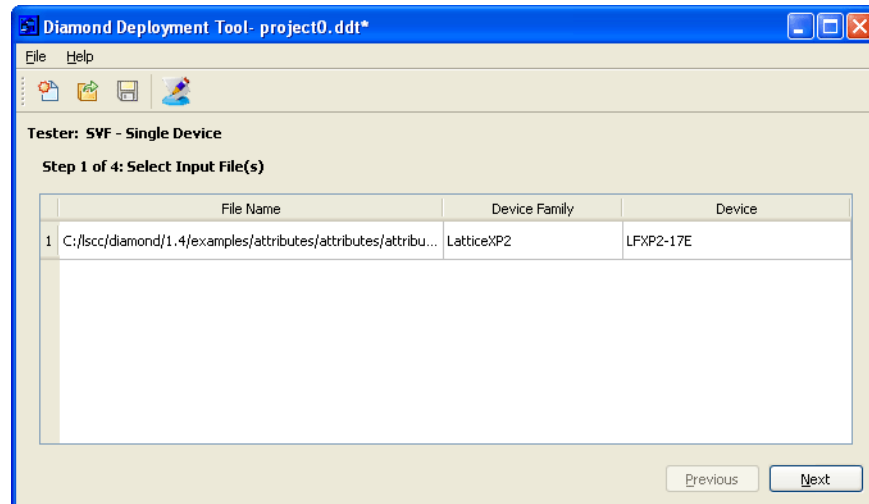 Diamond Deployment Tool- project0.ddt*
File Help
Tester: SVF - Single Device
Step 1 of 4: Select Input File(s)
File Name Device Family Device
1 C:/lscc/diamond/1.4/examples/attributes/attributes/attribu... LatticeXP2 LFXP2-17E
Previous Next